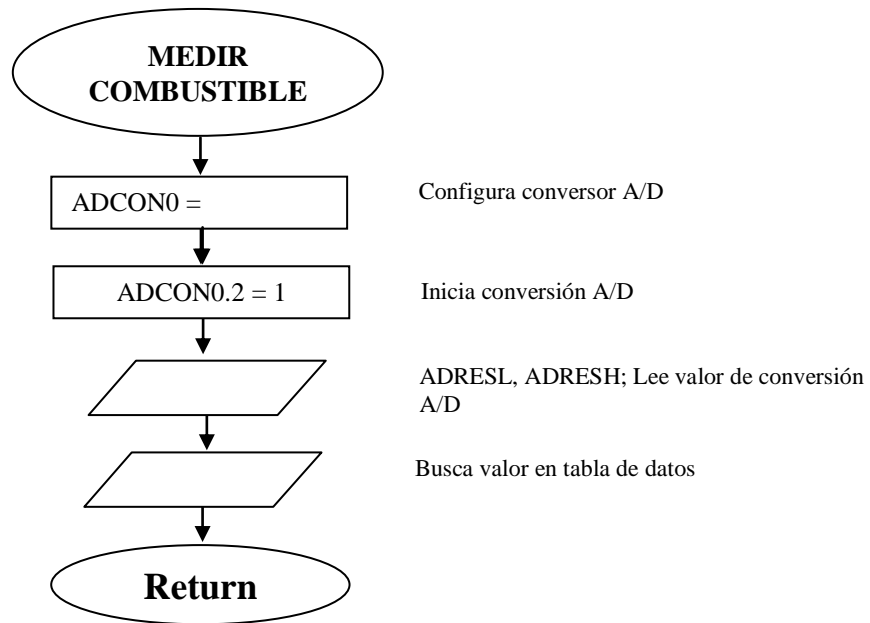 MEDIR
COMBUSTIBLE
ADCON0 =
Configura conversor A/D
ADCON0.2 = 1
Inicia conversión A/D
ADRESL, ADRESH; Lee valor de conversión
A/D
Busca valor en tabla de datos
Return